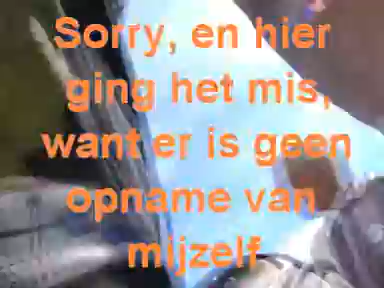 Sorry, en hier
ging het mis,
want er is geen
opname van
mijzelf